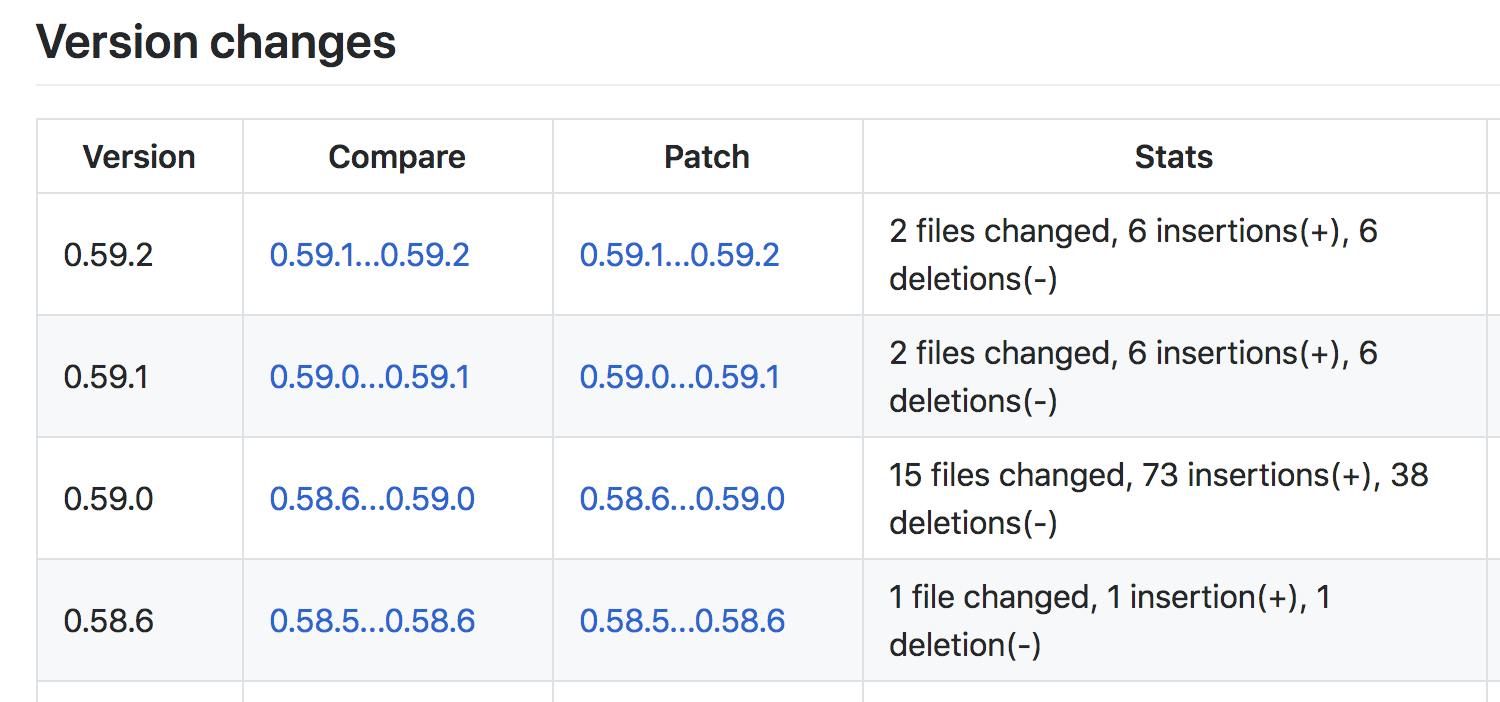 Version changes
Version Compare Patch Stats
0.59.2 0.59.1...0.59.2 0.59.1...0.59.2 2 files changed, 6 insertions(+), 6
deletions(-)
0.59.1 0.59.0...0.59.1 0.59.0...0.59.1 2 files changed, 6 insertions(+), 6
deletions(-)
0.59.0 0.58.6...0.59.0 0.58.6...0.59.0 15 files changed, 73 insertions(+), 38
deletions(-)
0.58.6 0.58.5...0.58.6 0.58.5...0.58.6 1 file changed, 1 insertion(+), 1
deletion(-)